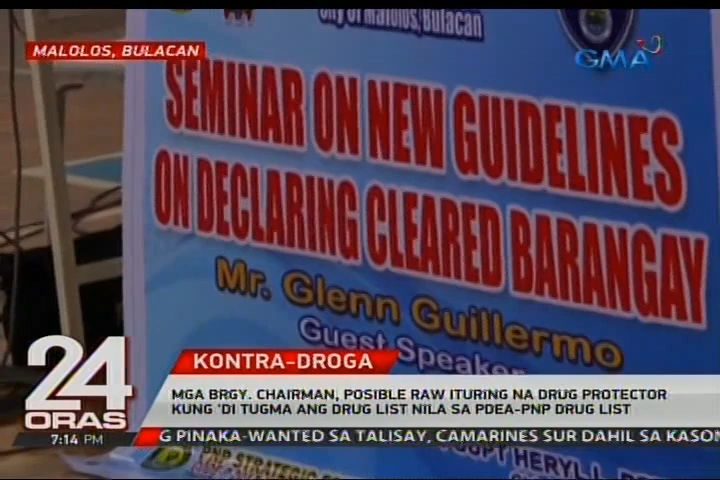 City of Malolos, Bulacan
MALOLOS, BULACAN
GMA
SEMINAR ON NEW GUIDELINES
ON DECLARING CLEARED BARANGAY
Mr. Glenn Guillermo
Guest Speaker
KONTRA-DROGA
24
ORAS
MGA BRGY. CHAIRMAN, POSIBLE RAW ITURING NA DRUG PROTECTOR
KUNG 'DI TUGMA ANG DRUG LIST NILA SA PDEA-PNP DRUG LIST
7:14 PM
G PINAKA-WANTED SA TALISAY, CAMARINES SUR DAHIL SA KASON
PNP STRATEGIC
HERYL